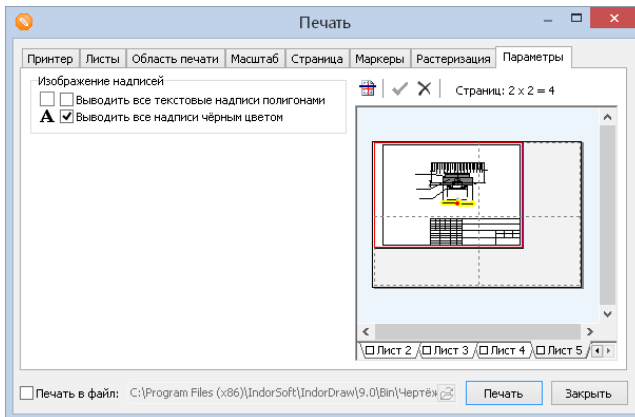 Печать
Принтер Листы Область печати Масштаб Страница Маркеры Растеризация Параметры
Изображение надписей
Выводить все текстовые надписи полигонами
A Выводить все надписи чёрным цветом
Страниц: 2 x 2 = 4
Лист 2 Лист 3 Лист 4 Лист 5
Печать в файл: C:\Program Files (x86)\IndorSoft\IndorDraw\9.0\Bin\Чертёж
Печать Закрыть